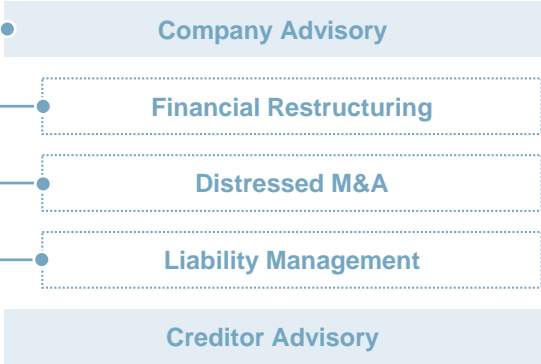 Company Advisory
Financial Restructuring
Distressed M&A
Liability Management
Creditor Advisory